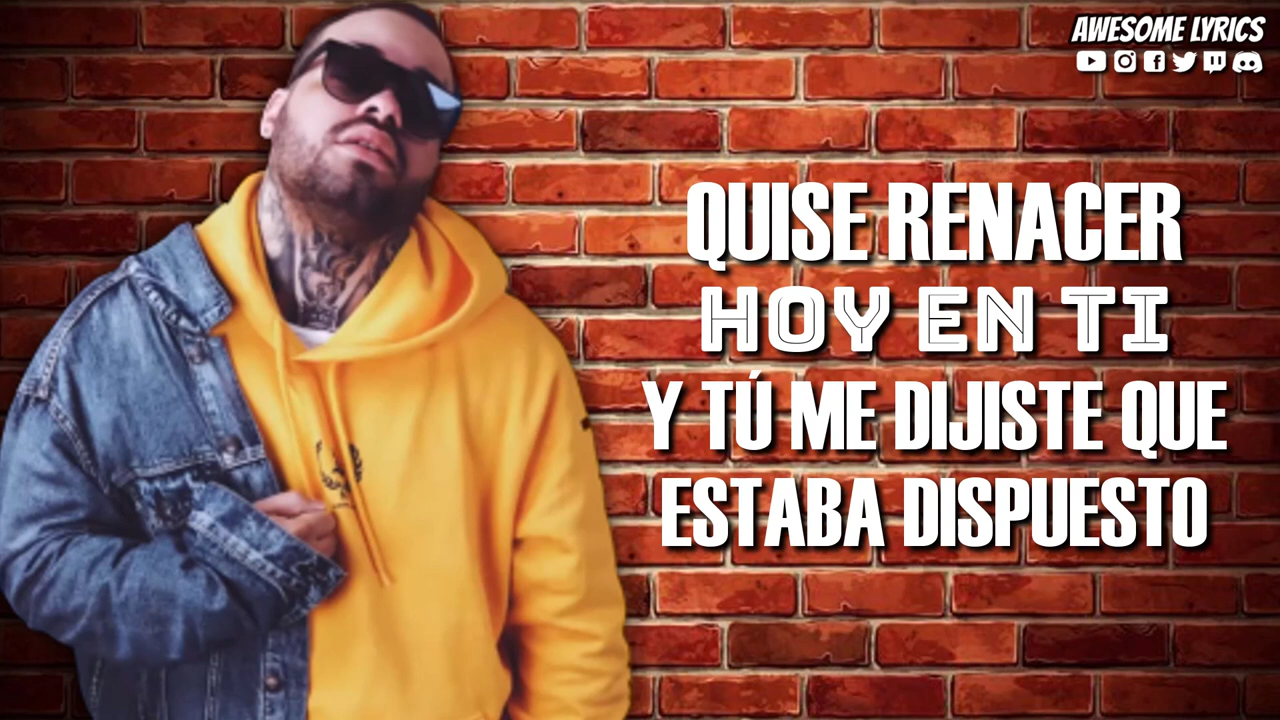 AWESOME LYRICS
QUISE RENACER
HOY EN TI
Y TÚ ME DIJISTE QUE
ESTABA DISPUESTO